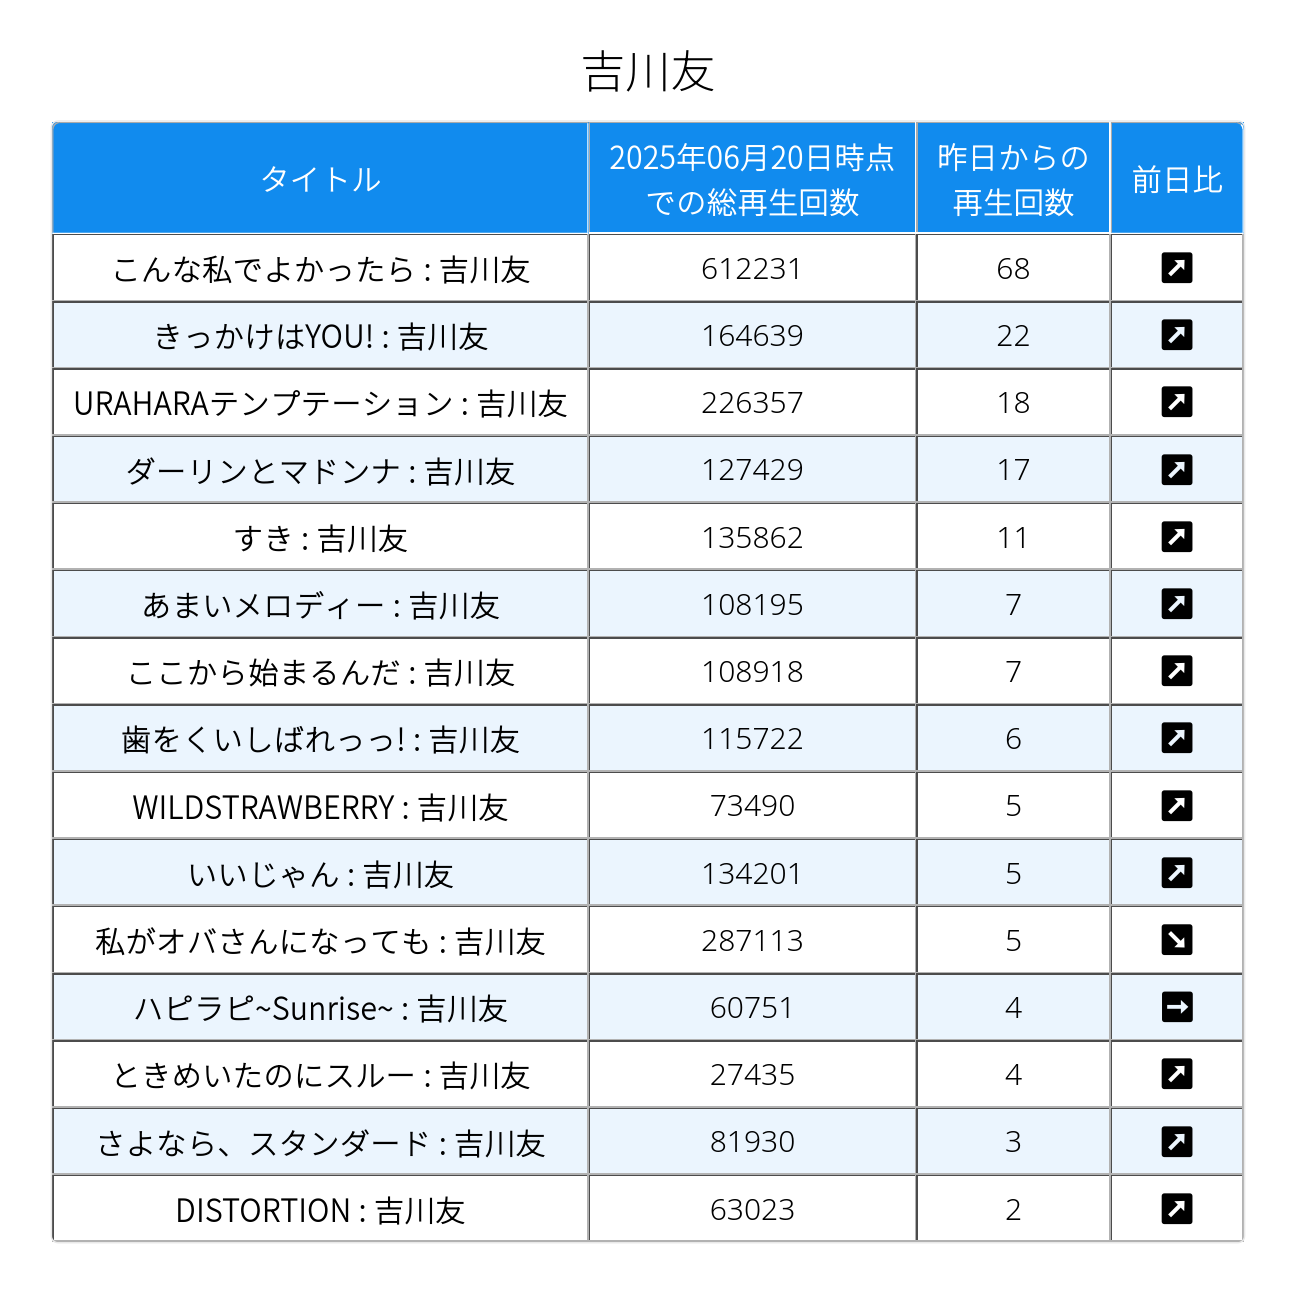 吉川友
タイトル
2025年06月20日時点
での総再生回数
昨日からの
再生回数
前日比
こんな私でよかったら : 吉川友 612231 68
きっかけはYOU! : 吉川友 164639 22
URAHARAテンプテーション : 吉川友 226357 18
ダーリンとマドンナ : 吉川友 127429 17
すき : 吉川友 135862 11
あまいメロディー : 吉川友 108195 7
ここから始まるんだ : 吉川友 108918 7
歯をくいしばれっっ! : 吉川友 115722 6
WILDSTRAWBERRY : 吉川友 73490 5
いいじゃん : 吉川友 134201 5
私がオバさんになっても : 吉川友 287113 5
ハピラピ~Sunrise~ : 吉川友 60751 4
ときめいたのにスルー : 吉川友 27435 4
さよなら、スタンダード : 吉川友 81930 3
DISTORTION : 吉川友 63023 2